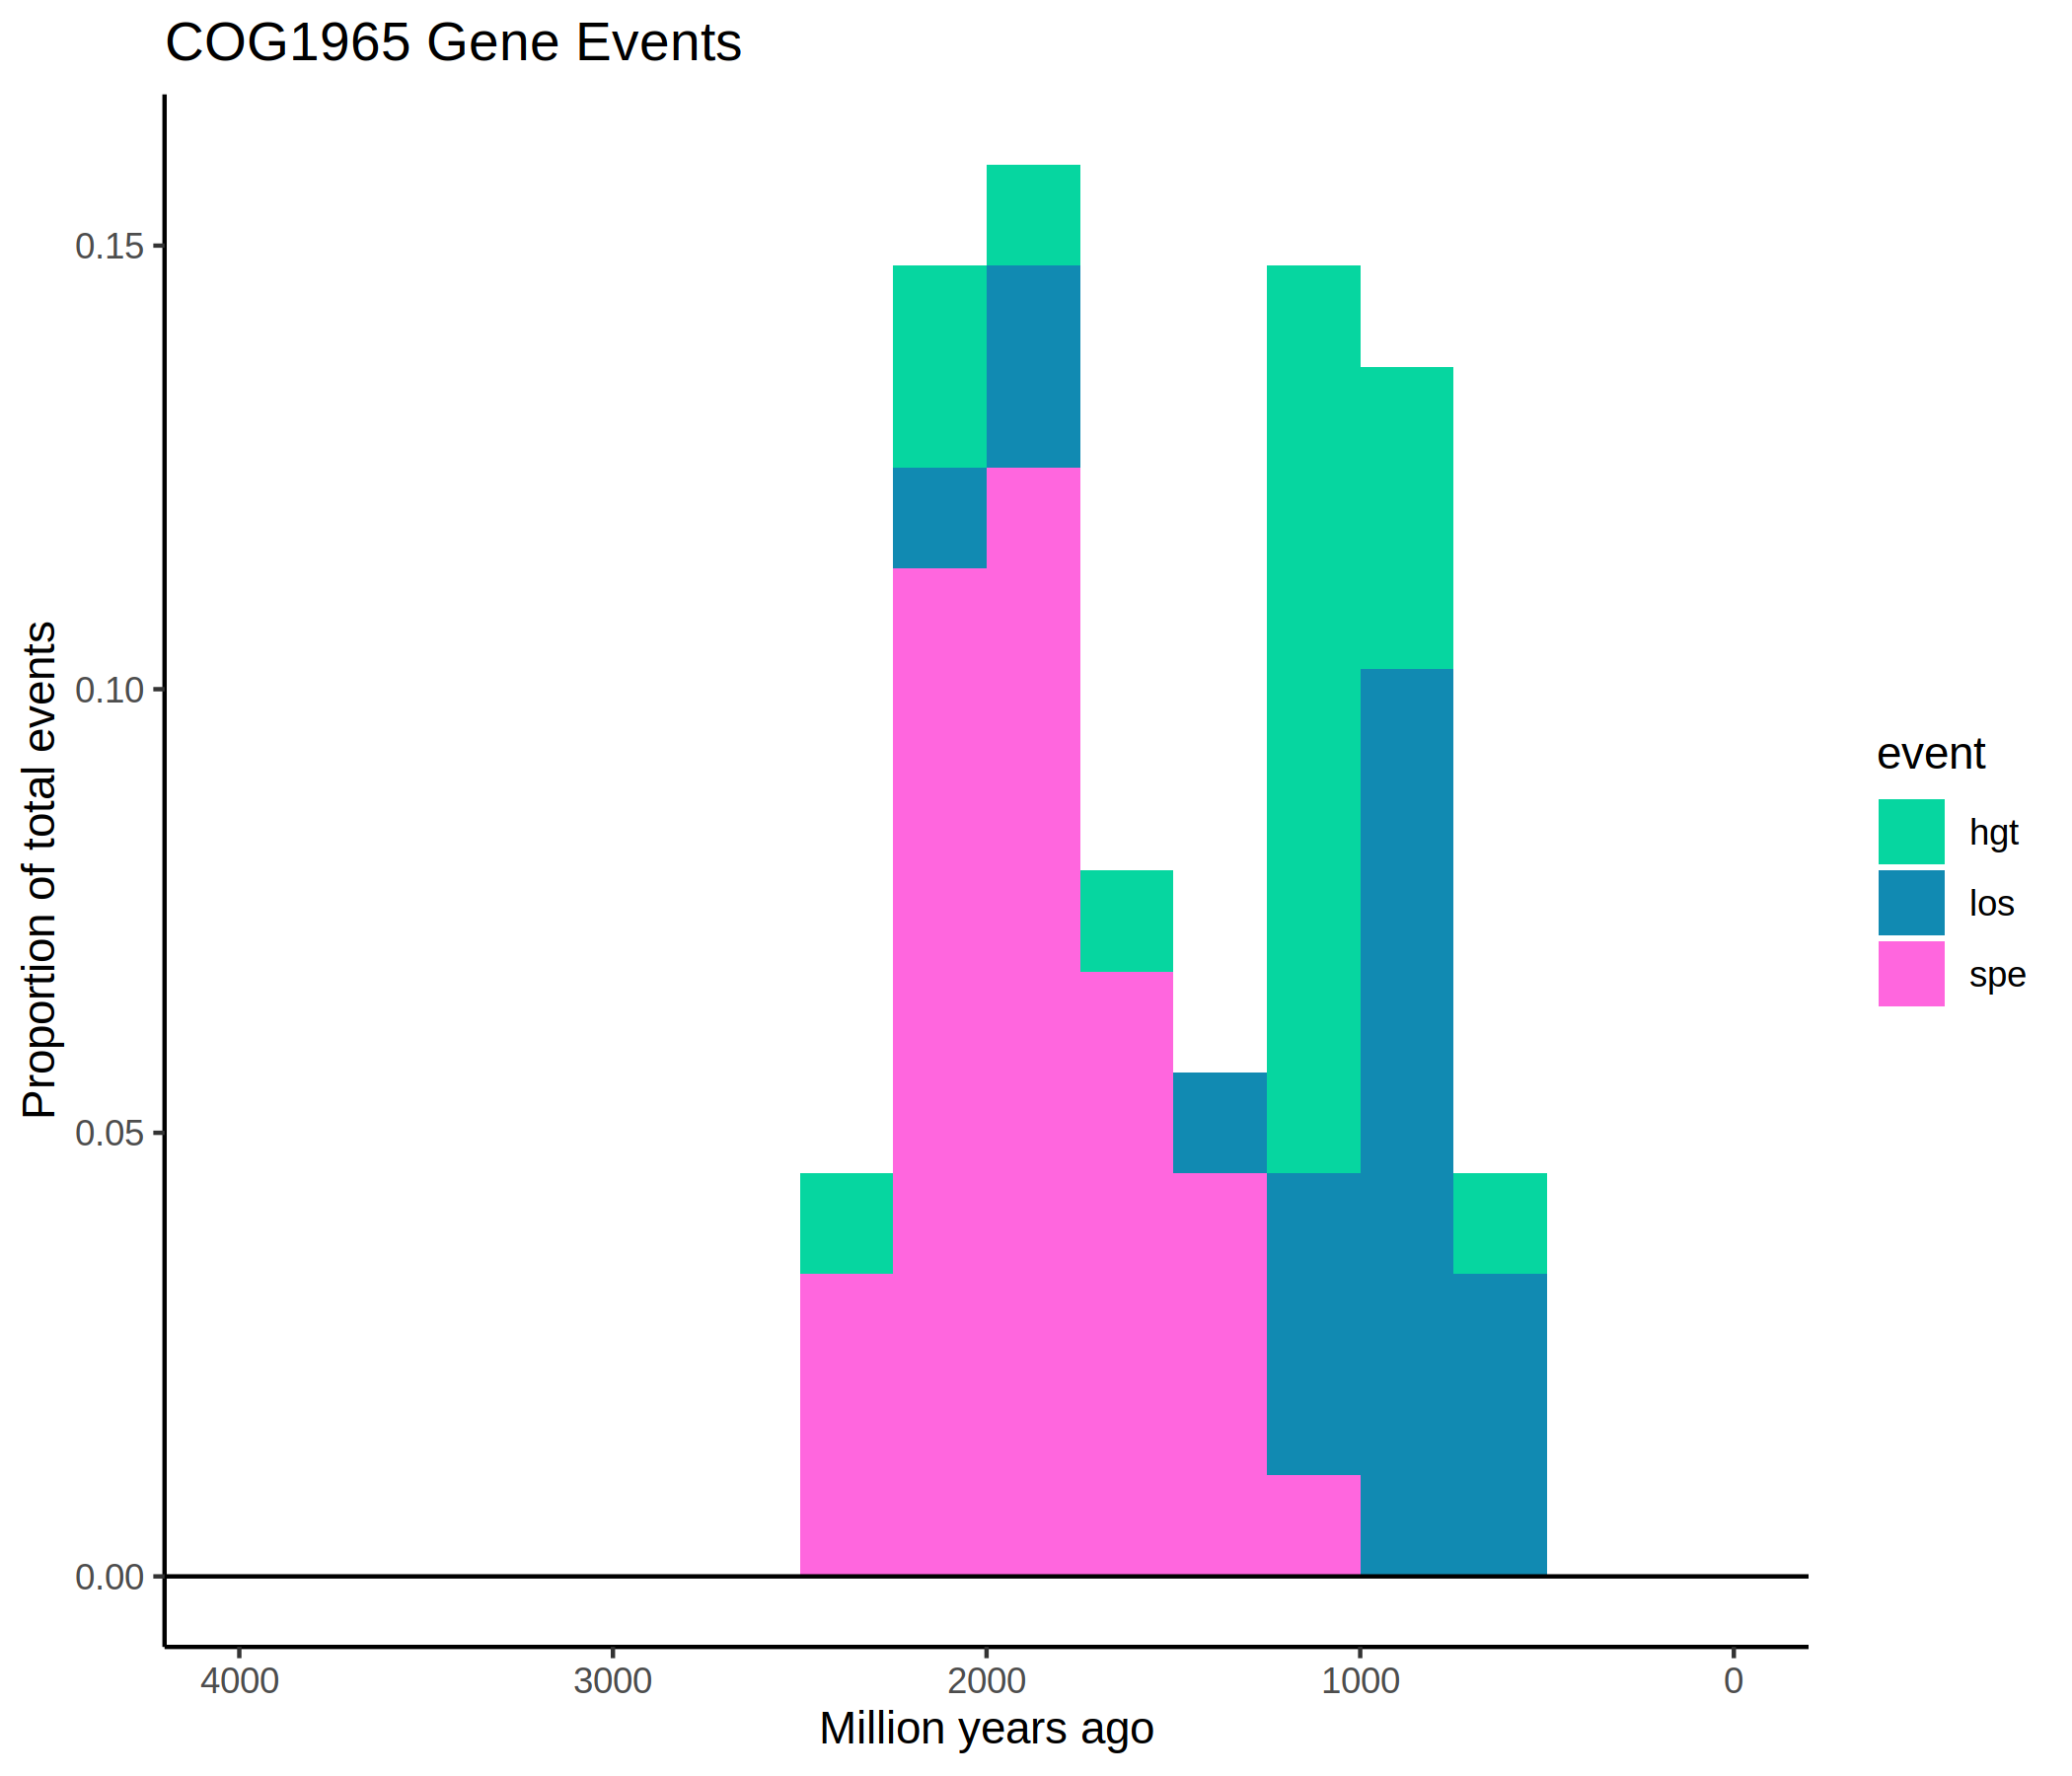 COG1965 Gene Events
Proportion of total events
0.15
0.10
0.05
0.00
4000 3000 2000 1000 0
Million years ago
event
hgt
los
spe